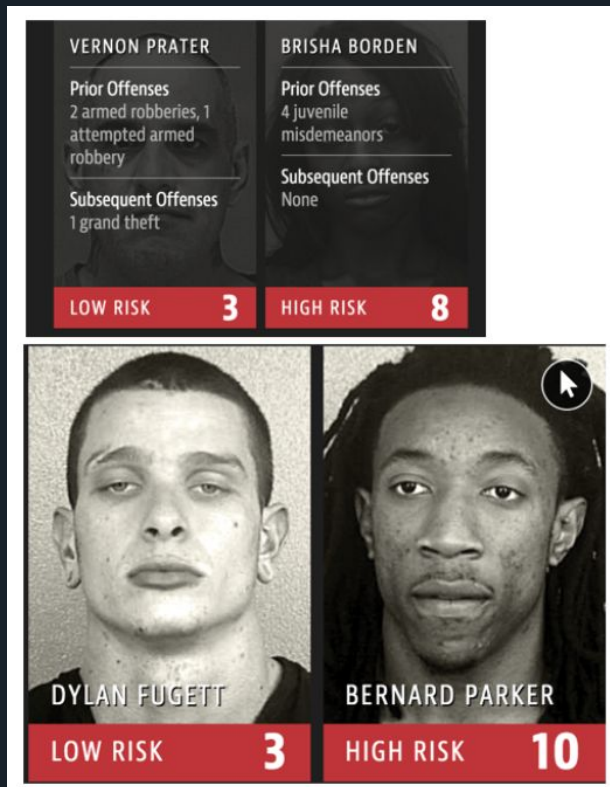 VERNON PRATER
Prior Offenses
2 armed robberies, 1
attempted armed
robbery
Subsequent Offenses
1 grand theft
LOW RISK 3
BRISHA BORDEN
Prior Offenses
4 juvenile
misdemeanors
Subsequent Offenses
None
HIGH RISK 8
DYLAN FUGETT
LOW RISK 3
BERNARD PARKER
HIGH RISK 10